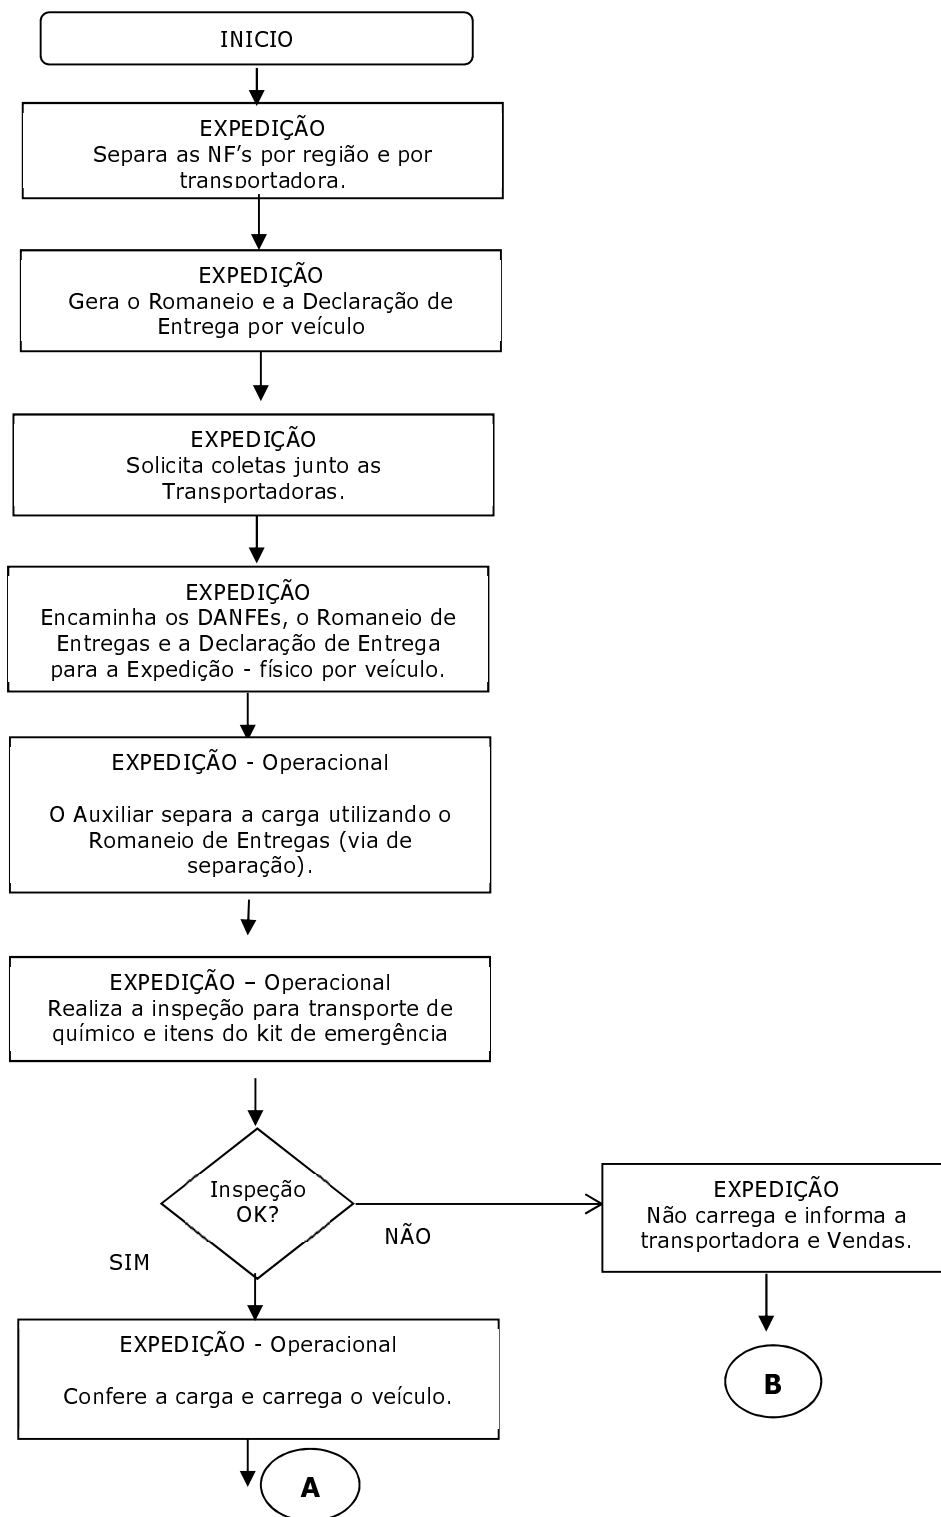 INICIO
EXPEDIÇÃO
Separa as NF's por região e por
transportadora.
EXPEDIÇÃO
Gera o Romaneio e a Declaração de
Entrega por veículo
EXPEDIÇÃO
Solicita coletas junto as
Transportadoras.
EXPEDIÇÃO
Encaminha os DANFEs, o Romaneio de
Entregas e a Declaração de Entrega
para a Expedição - físico por veículo.
EXPEDIÇÃO - Operacional
O Auxiliar separa a carga utilizando o
Romaneio de Entregas (via de
separação).
EXPEDIÇÃO – Operacional
Realiza a inspeção para transporte de
químico e itens do kit de emergência
Inspeção
OK?
NÃO
EXPEDIÇÃO
Não carrega e informa a
transportadora e Vendas.
SIM
EXPEDIÇÃO - Operacional
Confere a carga e carrega o veículo.
B
A